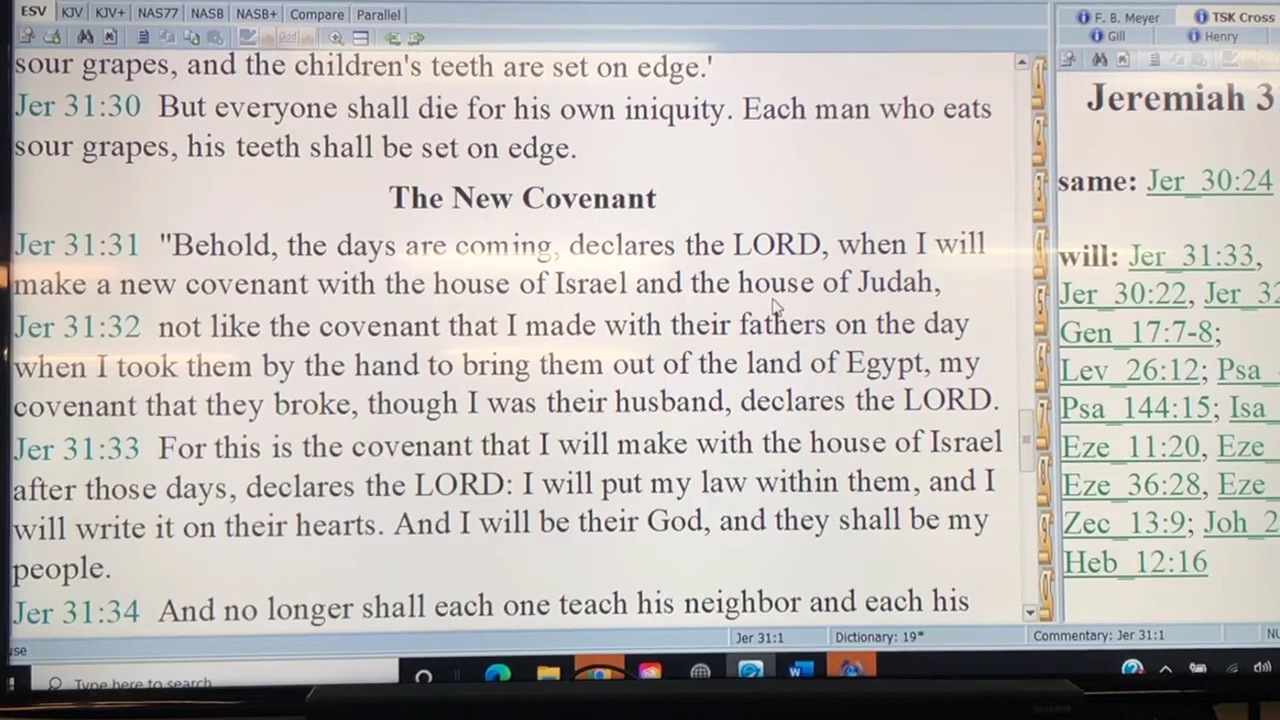 ESV KJV KJV+ NAS77 NASB NASB+ Compare Parallel
sour grapes, and the children's teeth are set on edge.'
Jer 31:30 But everyone shall die for his own iniquity. Each man who eats
sour grapes, his teeth shall be set on edge.
The New Covenant
Jer 31:31 "Behold, the days are coming, declares the LORD, when I will
make a new covenant with the house of Israel and the house of Judah,
Jer 31:32 not like the covenant that I made with their fathers on the day
when I took them by the hand to bring them out of the land of Egypt, my
covenant that they broke, though I was their husband, declares the LORD.
Jer 31:33 For this is the covenant that I will make with the house of Israel
after those days, declares the LORD: I will put my law within them, and I
will write it on their hearts. And I will be their God, and they shall be my
people.
Jer 31:34 And no longer shall each one teach his neighbor and each his
F. B. Meyer TSK Cross
Gill Henry
Jeremiah 3
same: Jer_30:24
will: Jer_31:33,
Jer_30:22, Jer_3
Gen_17:7-8;
Lev_26:12; Psa
Psa_144:15; Isa
Eze_11:20, Eze
Eze_36:28, Eze
Zec_13:9; Joh_2
Heb_12:16
Jer 31:1 Dictionary: 19* Commentary: Jer 31:1
Type here to search